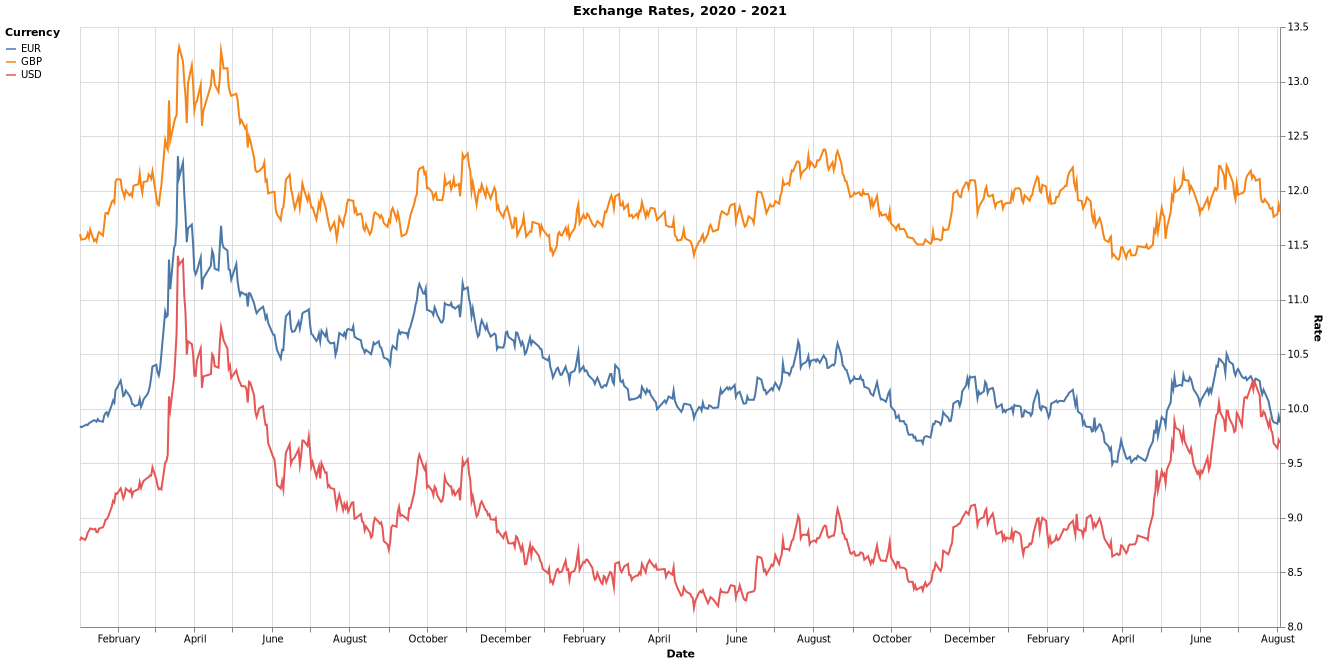 Exchange Rates, 2020 - 2021
Currency
EUR
GBP
USD
13.5
13.0
12.5
12.0
11.5
11.0
10.5
10.0
9.5
9.0
8.5
8.0
Rate
February April June August October December February April June August October December February April June August
Date